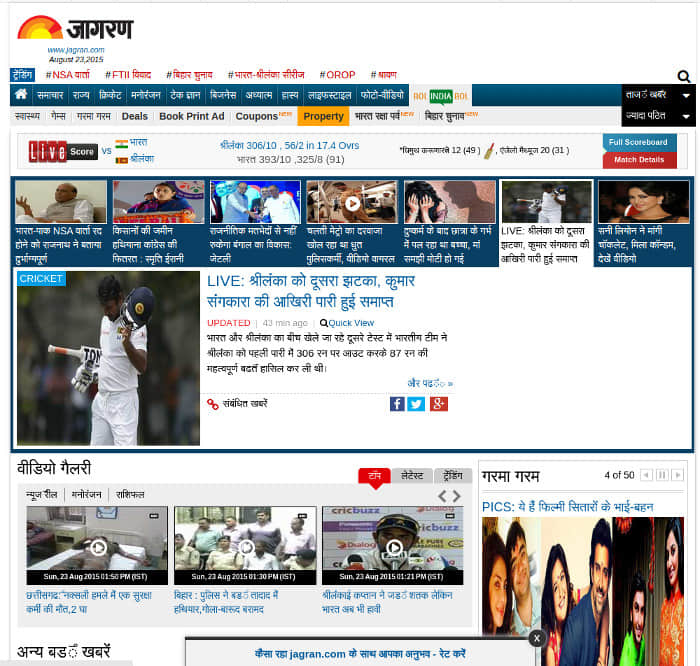 जागरण
www.jagran.com
August 23,2015
ट्रेंडिंग #NSA वार्ता #FTII विवाद #बिहार चुनाव #भारत-श्रीलंका सीरीज #OROP #श्रावण
समाचार राज्य क्रिकेट मनोरंजन टेक ज्ञान बिजनेस अध्यात्म हास्य लाइफस्टाइल फोटो-वीडियो BOL INDIA BOL ताज़ॅ खबरॅ
स्वास्थ्य गेम्स गरमा गरम Deals Book Print Ad Coupons NEW Property भारत रक्षा पर्व NEW बिहार चुनाव NEW ज्यादा पठित
Live Score vs भारत
श्रीलंका
श्रीलंका 306/10 , 56/2 in 17.4 Ovrs
भारत 393/10 ,325/8 (91)
*दिमुथ करूणारत्ने 12 (49 ) , एंजेलो मैथ्यूज 20 (31 )
Full Scoreboard
Match Details
भारत-पाक NSA वार्ता रद
होने को राजनाथ ने बताया
दुर्भाग्यपूर्ण
किसानों की जमीन
हथियाना कांग्रेस की
फितरत : स्मृति ईरानी
राजनीतिक मतभेदों से नहीं
रुकेगा बंगाल का विकास:
जेटली
चलती मेट्रो का दरवाजा
खोल रहा था धुत
पुलिसकर्मी, वीडियो वायरल
दुष्कर्म के बाद छात्रा के गर्भ
में पल रहा था बच्चा, मां
समझी मोटी हो गई
LIVE: श्रीलंका को दूसरा
झटका, कुमार संगकारा की
आखिरी पारी हुई समाप्त
सनी लियोन ने मांगी
चॉकलेट, मिला कॉन्डम,
देखें वीडियो
CRICKET
LIVE: श्रीलंका को दूसरा झटका, कुमार
संगकारा की आखिरी पारी हुई समाप्त
UPDATED | 43 min ago | Quick View
भारत और श्रीलंका का बीच खेले जा रहे दूसरे टेस्ट में भारतीय टीम ने
श्रीलंका को पहली पारी में 306 रन पर आउट करके 87 रन की
महत्वपूर्ण बढत हासिल कर ली थी।
और पढॅं »
संबंधित खबरें
वीडियो गैलरी
टॉप लेटेस्ट ट्रेंडिंग
न्यूज रील | मनोरंजन | राशिफल
Sun, 23 Aug 2015 01:50 PM (IST)
Sun, 23 Aug 2015 01:30 PM (IST)
Sun, 23 Aug 2015 01:21 PM (IST)
छत्तीसगढ: नक्सली हमले में एक सुरक्षा
कर्मी की मौत,2 घा
बिहार : पुलिस ने बडॅी तादाद में
हथियार,गोला-बारूद बरामद
श्रीलंकाई कप्तान ने जडॅे शतक लेकिन
भारत अब भी हावी
गरमा गरम 4 of 50
PICS: ये हैं फिल्मी सितारों के भाई-बहन
अन्य बडॅी खबरें
कैसा रहा jagran.com के साथ आपका अनुभव - रेट करें
X